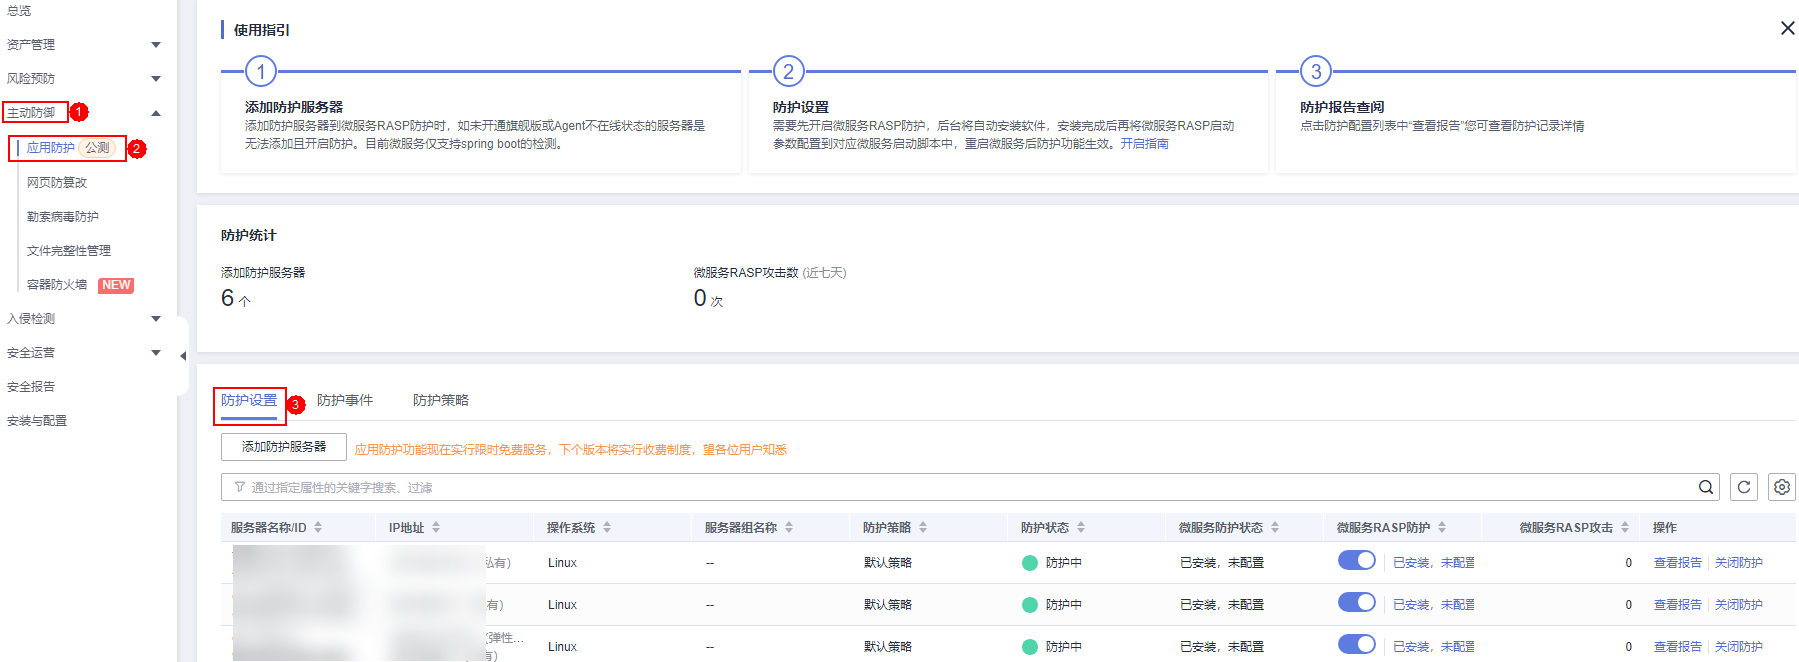 总览
资产管理
风险预防
主动防御 1
应用防护 公测 2
网页防篡改
勒索病毒防护
文件完整性管理
容器防火墙 NEW
入侵检测
安全运营
安全报告
安装与配置
使用指引
1
添加防护服务器
添加防护服务器到微服务RASP防护时，如未开通旗舰版或Agent不在线状态的服务器是
无法添加且开启防护。目前微服务仅支持spring boot的检测。
2
防护设置
需要先开启微服务RASP防护，后台将自动安装软件，安装完成后再将微服务RASP启动
参数配置到对应微服务启动脚本中，重启微服务后防护功能生效。开启指南
3
防护报告查阅
点击防护配置列表中“查看报告”您可查看防护记录详情
防护统计
添加防护服务器
6 个
微服务RASP攻击数 (近七天)
0 次
防护设置 3 防护事件 防护策略
添加防护服务器 应用防护功能现在实行限时免费服务，下个版本将实行收费制度，望各位用户知悉
通过指定属性的关键字搜索、过滤
服务器名称/ID IP地址 操作系统 服务器组名称 防护策略 防护状态 微服务防护状态 微服务RASP防护 微服务RASP攻击 操作
私有) Linux -- 默认策略 防护中 已安装，未配置 已安装，未配置 0 查看报告 关闭防护
有) Linux -- 默认策略 防护中 已安装，未配置 已安装，未配置 0 查看报告 关闭防护
(弹性...
有) Linux -- 默认策略 防护中 已安装，未配置 已安装，未配置 0 查看报告 关闭防护